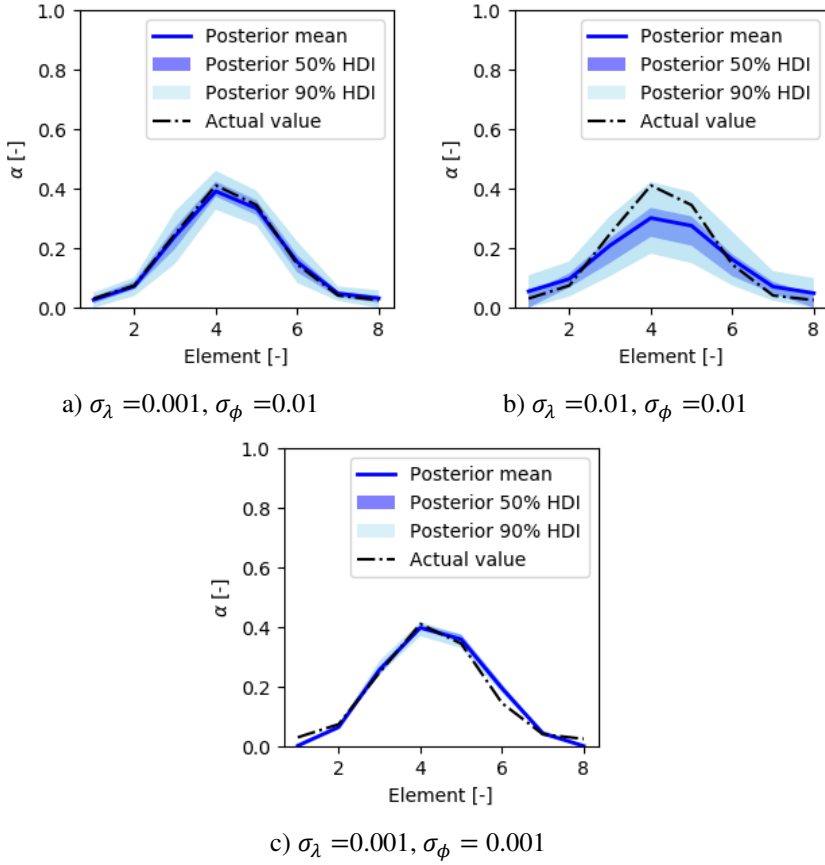 1.0
0.8
0.6
0.4
0.2
0.0
α [-]
Posterior mean
Posterior 50% HDI
Posterior 90% HDI
Actual value
2 4 6 8
Element [-]
a) σ_λ =0.001, σ_ϕ =0.01
1.0
0.8
0.6
0.4
0.2
0.0
α [-]
Posterior mean
Posterior 50% HDI
Posterior 90% HDI
Actual value
2 4 6 8
Element [-]
b) σ_λ =0.01, σ_ϕ =0.01
1.0
0.8
0.6
0.4
0.2
0.0
α [-]
Posterior mean
Posterior 50% HDI
Posterior 90% HDI
Actual value
2 4 6 8
Element [-]
c) σ_λ =0.001, σ_ϕ = 0.001